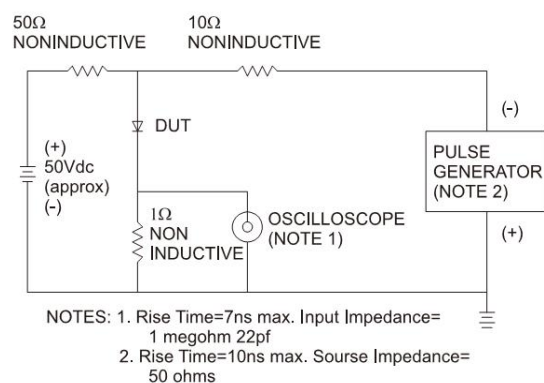 50Ω
NONINDUCTIVE
10Ω
NONINDUCTIVE
(+)
50Vdc
(approx)
(-)
DUT
1Ω
NON
INDUCTIVE
OSCILLOSCOPE
(NOTE 1)
(-)
PULSE
GENERATOR
(NOTE 2)
(+)
NOTES: 1. Rise Time=7ns max. Input Impedance=
1 megohm 22pf
2. Rise Time=10ns max. Sourse Impedance=
50 ohms